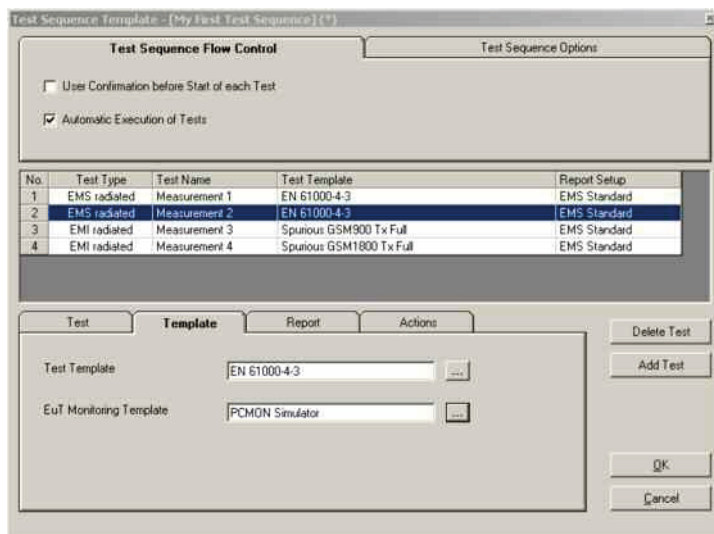 Test Sequence Template - [My First Test Sequence] (*)
Test Sequence Flow Control
Test Sequence Options
User Confirmation before Start of each Test
Automatic Execution of Tests
No. Test Type Test Name Test Template Report Setup
1 EMS radiated Measurement 1 EN 61000-4-3 EMS Standard
2 EMS radiated Measurement 2 EN 61000-4-3 EMS Standard
3 EMI radiated Measurement 3 Spurious GSM900 Tx Full EMS Standard
4 EMI radiated Measurement 4 Spurious GSM1800 Tx Full EMS Standard
Test Template Report Actions
Delete Test
Add Test
Test Template EN 61000-4-3 ...
EuT Monitoring Template PCMON Simulator ...
OK
Cancel